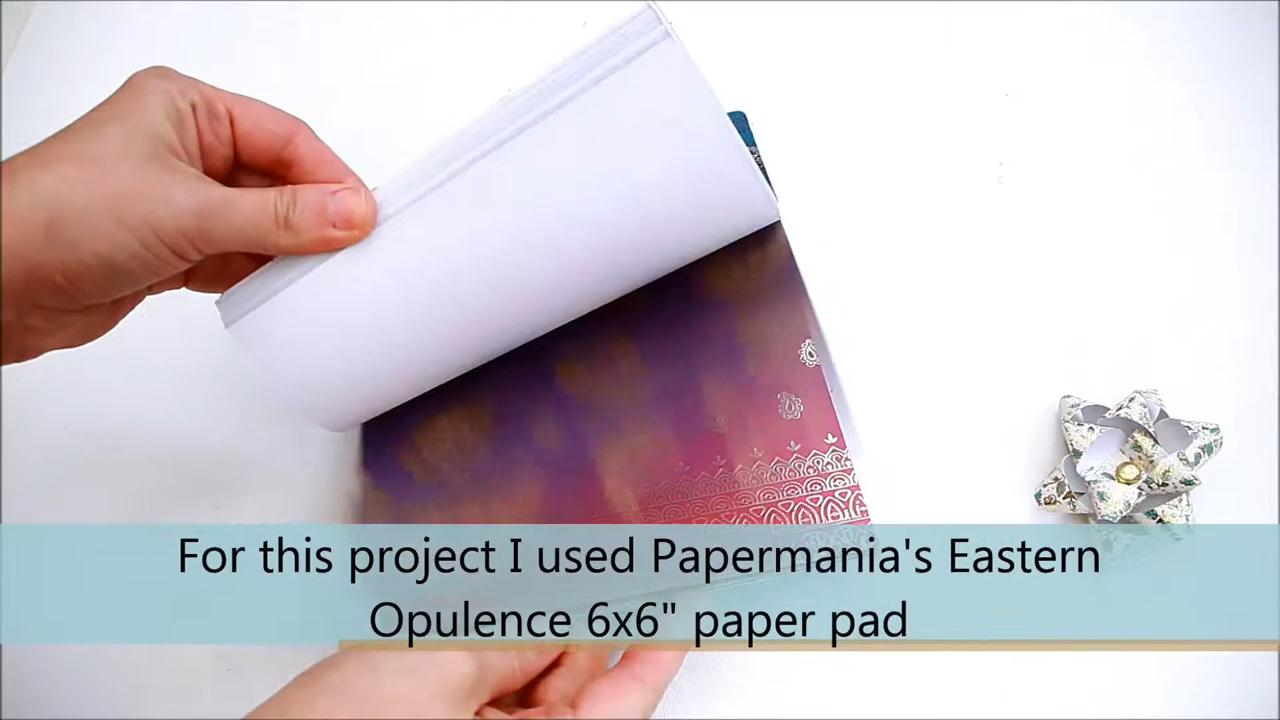 For this project I used Papermania's Eastern
Opulence 6x6" paper pad